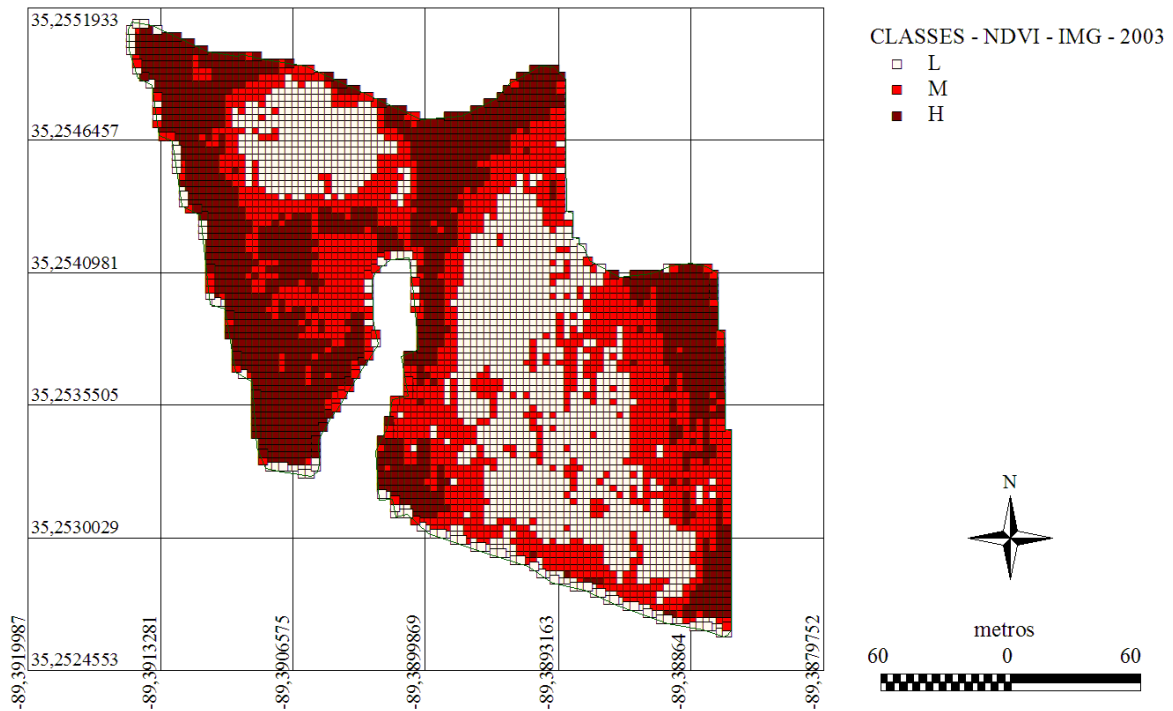 35,2551933
35,2546457
35,2540981
35,2535505
35,2530029
35,2524553
-89,3919987
-89,3913281
-89,3906575
-89,3899869
-89,3893163
-89,38864
-89,3879752
CLASSES - NDVI - IMG - 2003
L
M
H
N
metros
60 0 60